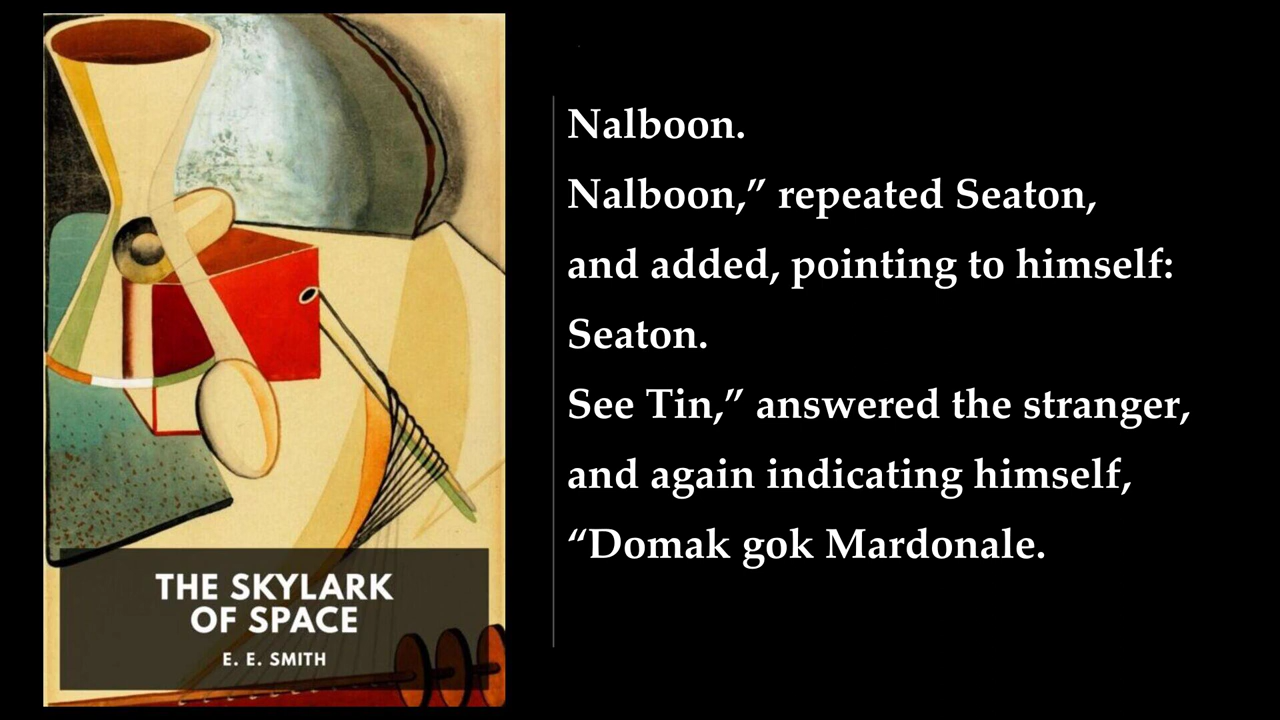 THE SKYLARK
OF SPACE
E. E. SMITH
Nalboon.
Nalboon,” repeated Seaton,
and added, pointing to himself:
Seaton.
See Tin,” answered the stranger,
and again indicating himself,
“Domak gok Mardonale.